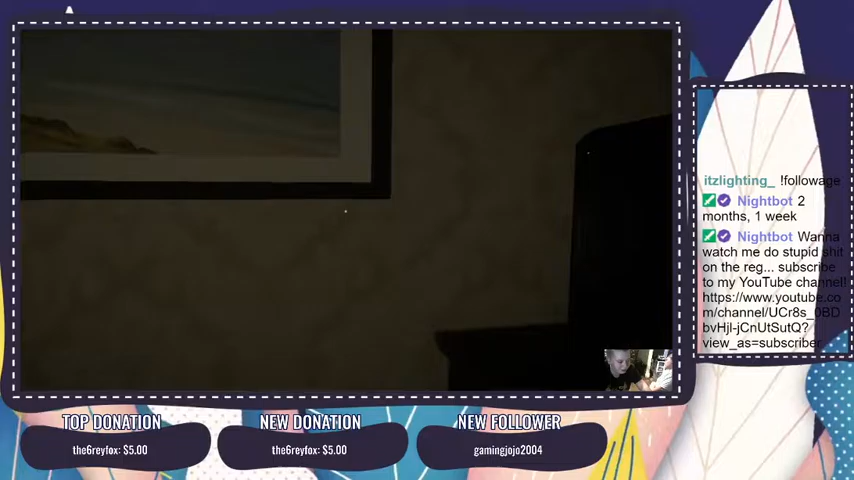 itzlighting_ !followage
Nightbot 2
months, 1 week
Nightbot Wanna
watch me do stupid shit
on the reg... subscribe
to my YouTube channel!
https://www.youtube.co
m/channel/UCr8s_0BD
bvHjl-jCnUtSutQ?
view_as=subscriber
TOP DONATION
NEW DONATION
NEW FOLLOWER
the6reyfox: $5.00
the6reyfox: $5.00
gamingjojo2004